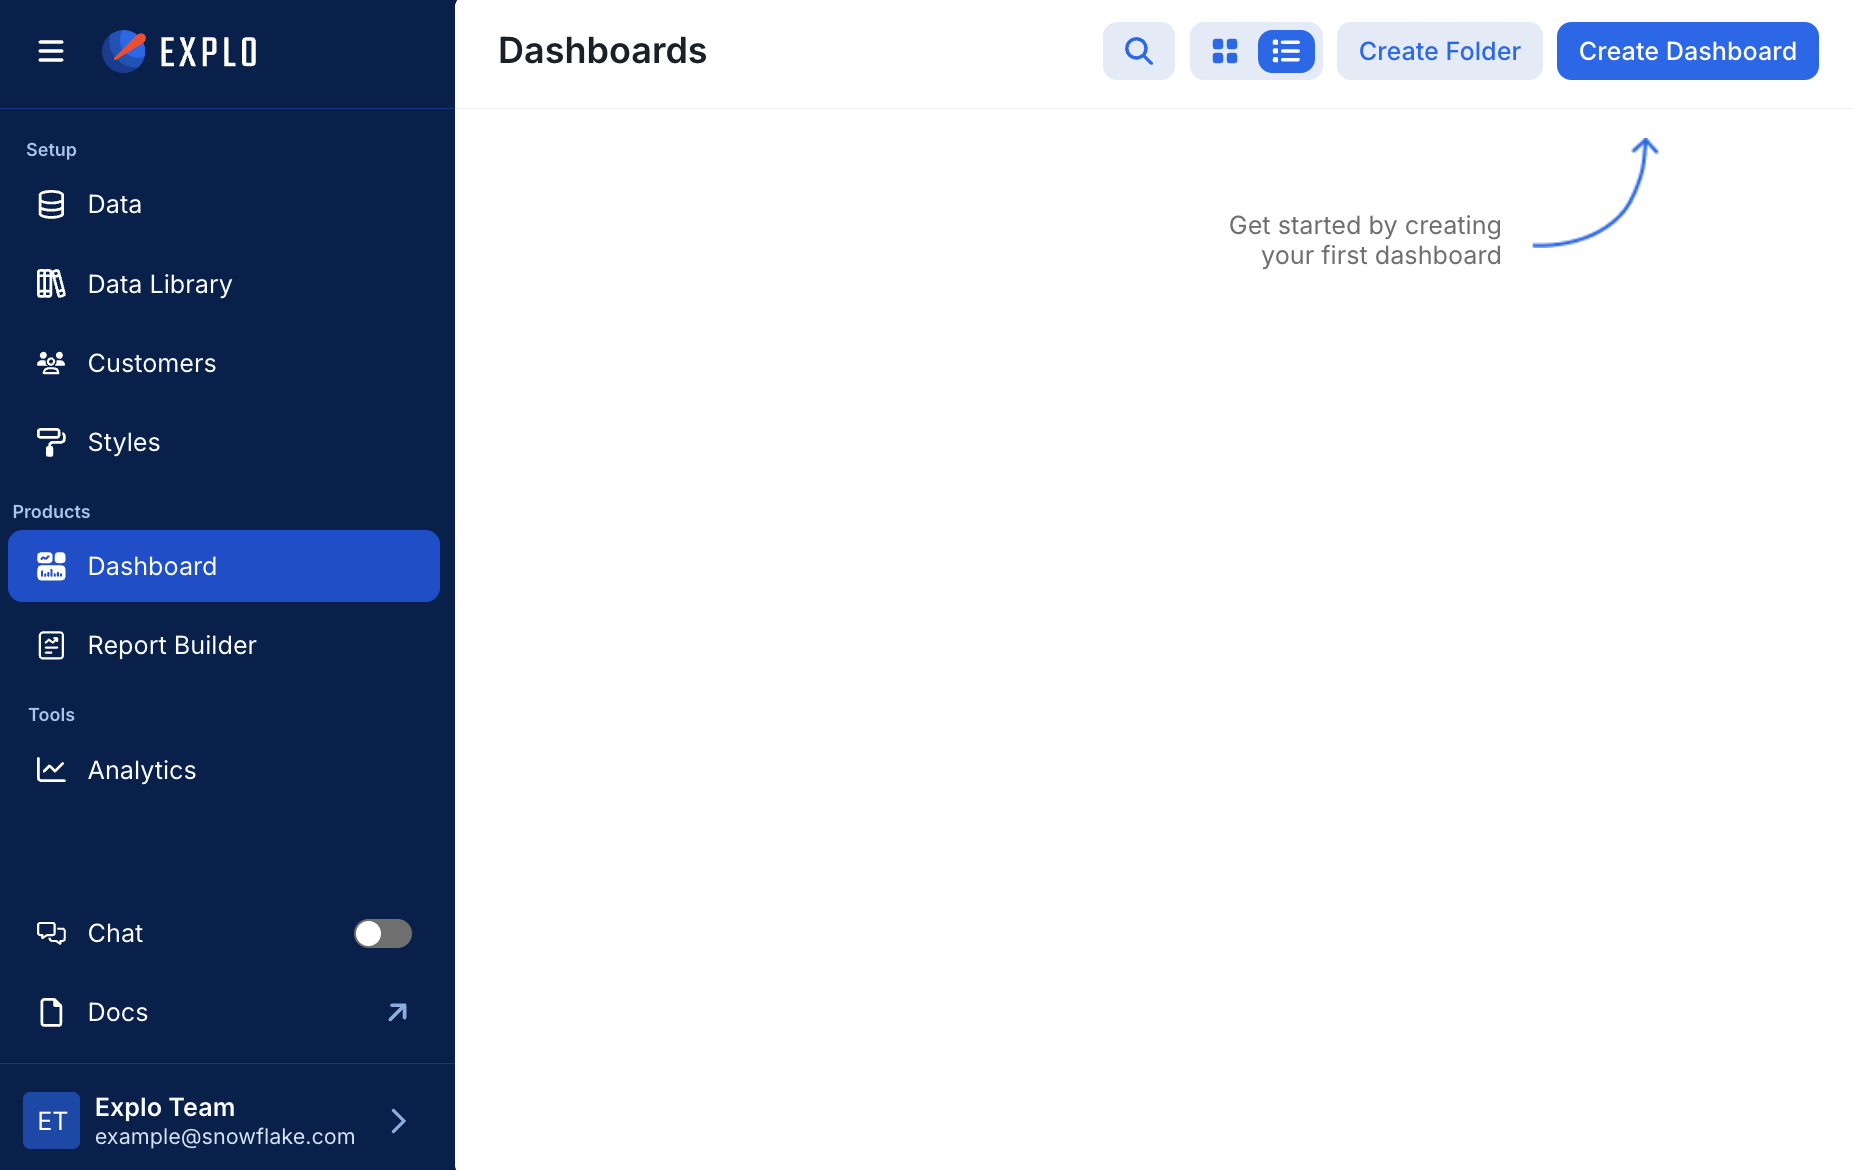 EXPLO
Setup
Data
Data Library
Customers
Styles
Products
Dashboard
Report Builder
Tools
Analytics
Chat
Docs
ET
Explo Team
example@snowflake.com
Dashboards
Create Folder
Create Dashboard
Get started by creating
your first dashboard